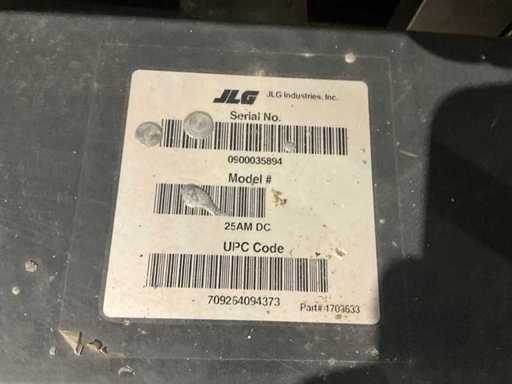 JLG JLG Industries, Inc.
Serial No.
0900035894
Model #
25AM DC
UPC Code
709264094373
Part# 1703633